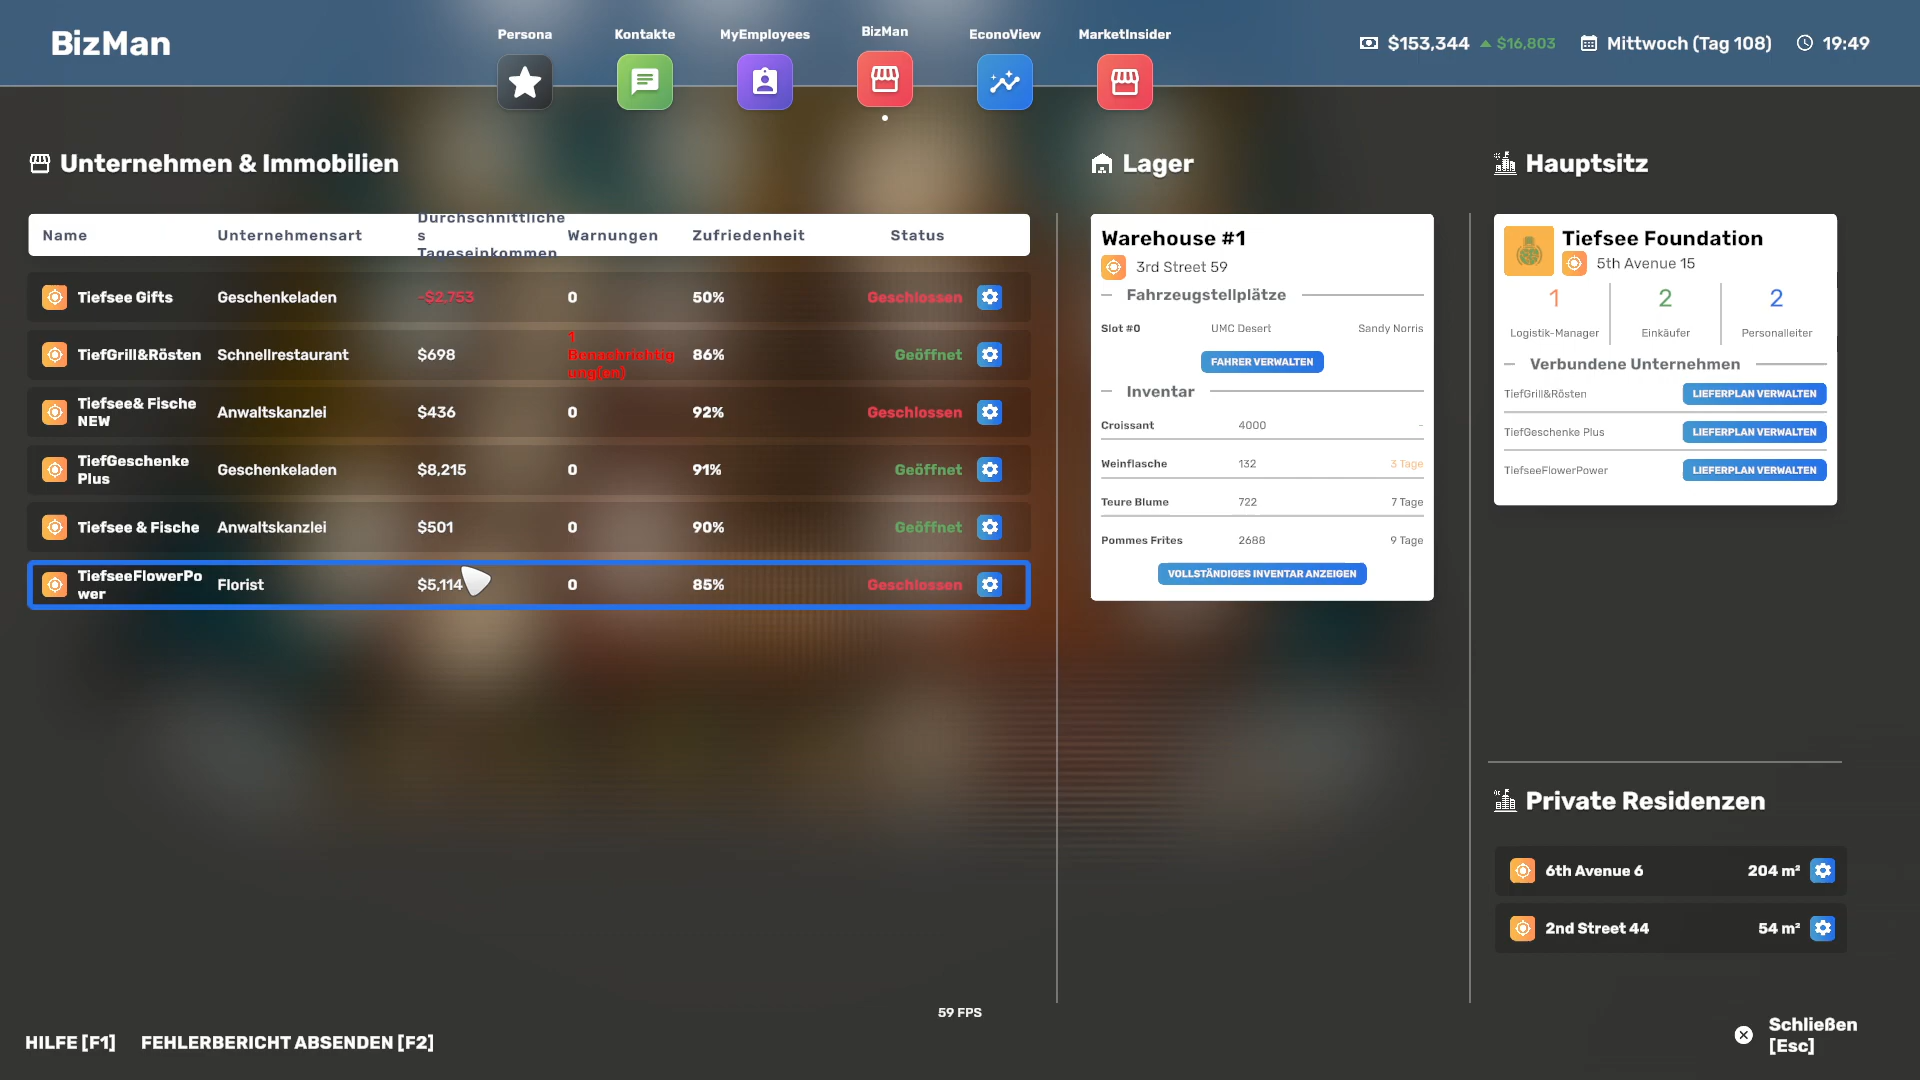 BizMan
Persona
Kontakte
MyEmployees
BizMan
EconoView
MarketInsider
$153,344 $16,803 Mittwoch (Tag 108) 19:49
Unternehmen & Immobilien
Name Unternehmensart Durchschnittliche
s
Tageseinkommen Warnungen Zufriedenheit Status
Tiefsee Gifts Geschenkeladen -$2,753 0 50% Geschlossen
TiefGrill&Rösten Schnellrestaurant $698 1
Benachrichtig
ung(en) 86% Geöffnet
Tiefsee& Fische
NEW Anwaltskanzlei $436 0 92% Geschlossen
TiefGeschenke
Plus Geschenkeladen $8,215 0 91% Geöffnet
Tiefsee & Fische Anwaltskanzlei $501 0 90% Geöffnet
TiefseeFlowerPo
wer Florist $5,114 0 85% Geschlossen
Lager
Warehouse #1
3rd Street 59
Fahrzeugstellplätze
Slot #0 UMC Desert Sandy Norris
FAHRER VERWALTEN
Inventar
Croissant 4000 -
Weinflasche 132 3 Tage
Teure Blume 722 7 Tage
Pommes Frites 2688 9 Tage
VOLLSTÄNDIGES INVENTAR ANZEIGEN
Hauptsitz
Tiefsee Foundation
5th Avenue 15
1 2 2
Logistik-Manager Einkäufer Personalleiter
Verbundene Unternehmen
TiefGrill&Rösten LIEFERPLAN VERWALTEN
TiefGeschenke Plus LIEFERPLAN VERWALTEN
TiefseeFlowerPower LIEFERPLAN VERWALTEN
Private Residenzen
6th Avenue 6 204 m²
2nd Street 44 54 m²
59 FPS
HILFE [F1] FEHLERBERICHT ABSENDEN [F2]
Schließen
[Esc]